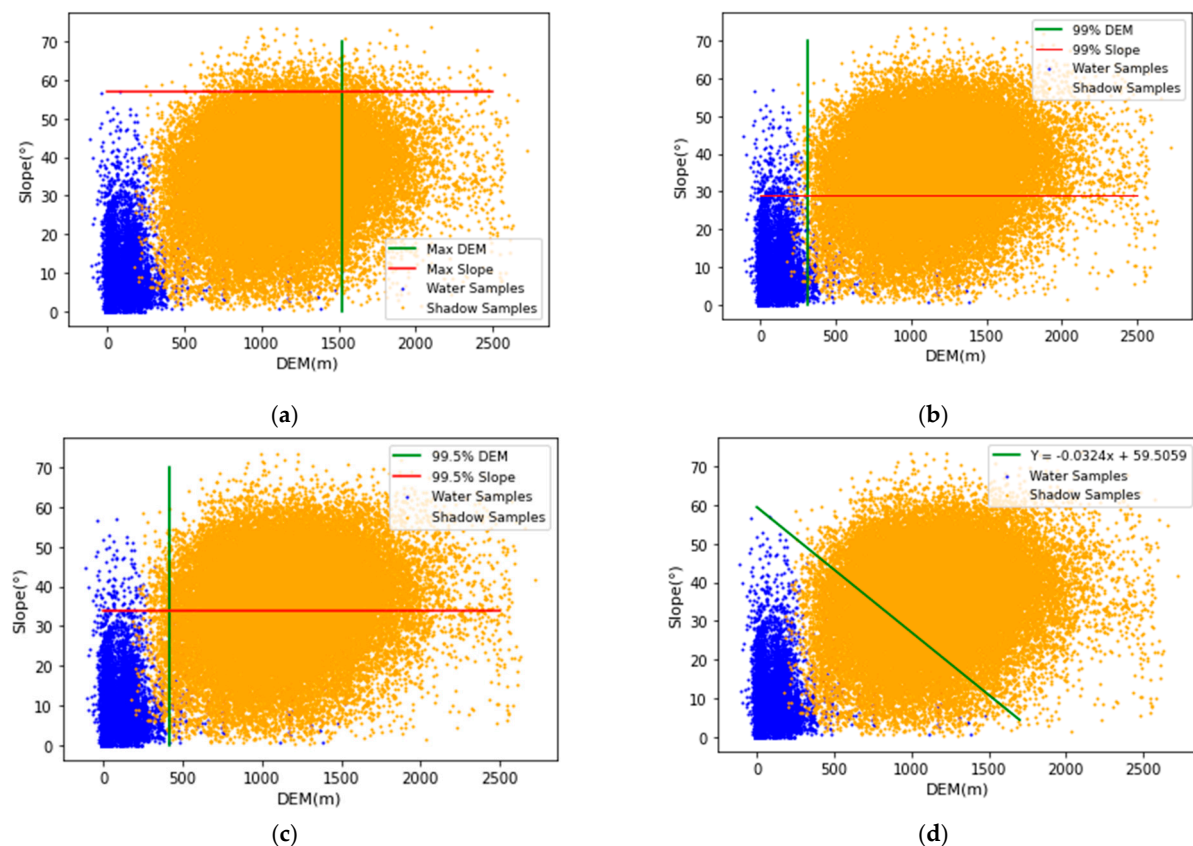 70
60
50
40
30
20
10
0
Slope(°)
0 500 1000 1500 2000 2500
DEM(m)
Max DEM
Max Slope
Water Samples
Shadow Samples
(a)
70
60
50
40
30
20
10
0
Slope(°)
0 500 1000 1500 2000 2500
DEM(m)
99% DEM
99% Slope
Water Samples
Shadow Samples
(b)
70
60
50
40
30
20
10
0
Slope(°)
0 500 1000 1500 2000 2500
DEM(m)
99.5% DEM
99.5% Slope
Water Samples
Shadow Samples
(c)
70
60
50
40
30
20
10
0
Slope(°)
0 500 1000 1500 2000 2500
DEM(m)
Y = -0.0324x + 59.5059
Water Samples
Shadow Samples
(d)